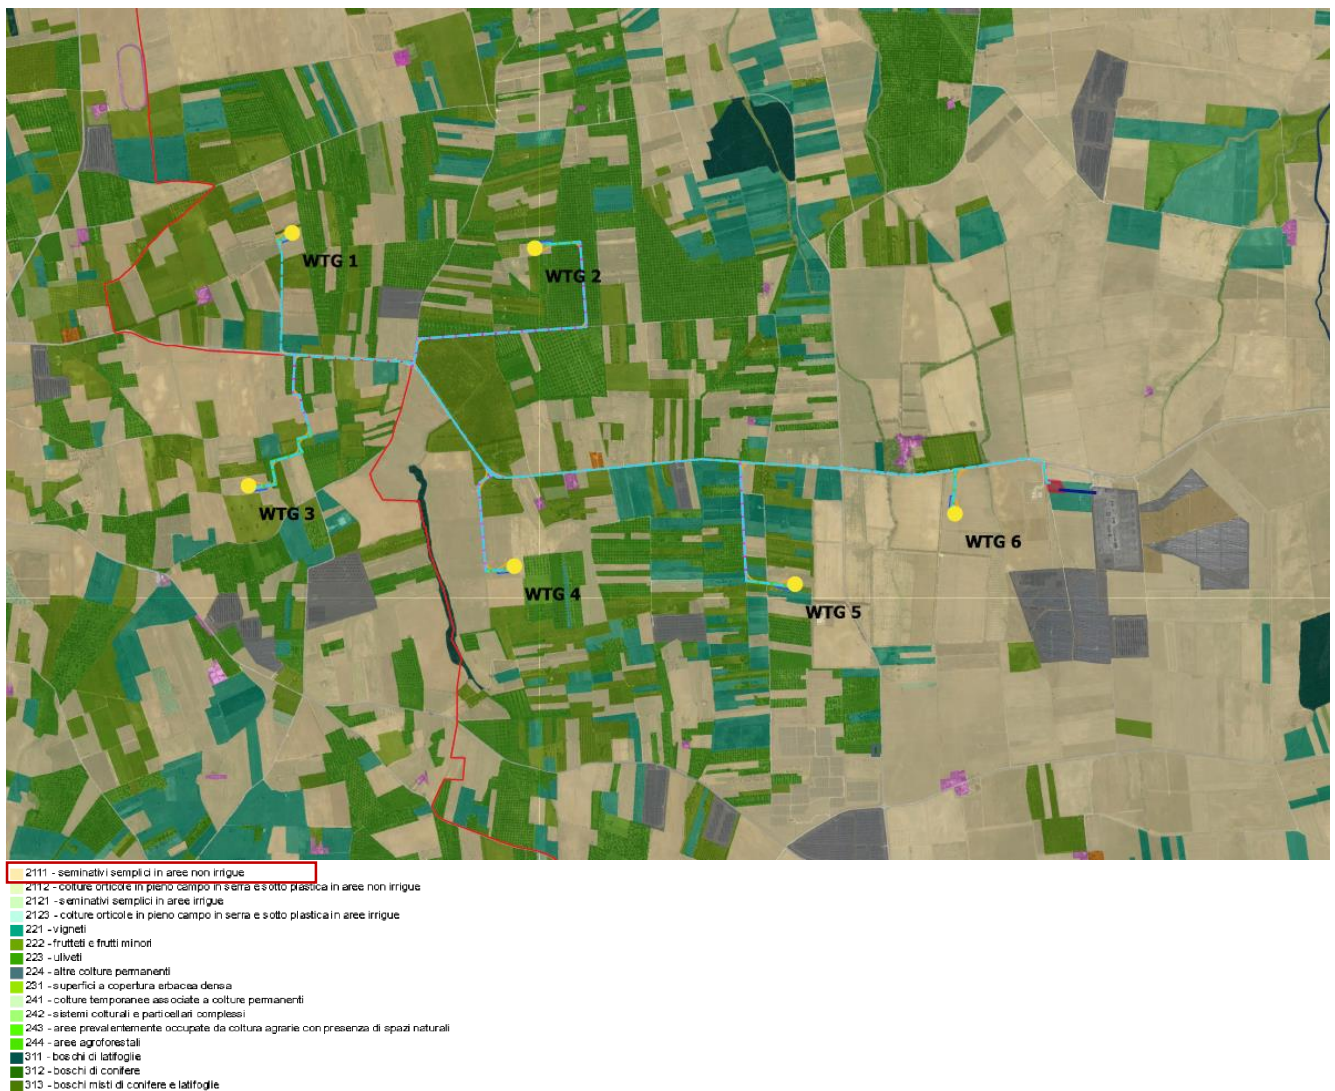 WTG 1
WTG 2
WTG 3
WTG 4
WTG 5
WTG 6
2111 - seminativi semplici in aree non irrigue
2112 - colture orticole in pieno campo in serra e sotto plastica in aree non irrigue
2121 - seminativi semplici in aree irrigue
2123 - colture orticole in pieno campo in serra e sotto plastica in aree irrigue
221 - vigneti
222 - frutteti e frutti minori
223 - uliveti
224 - altre colture permanenti
231 - superfici a copertura erbacea densa
241 - colture temporanee associate a colture permanenti
242 - sistemi colturali e particellari complessi
243 - aree prevalentemente occupate da coltura agrarie con presenza di spazi naturali
244 - aree agroforestali
311 - boschi di latifoglie
312 - boschi di conifere
313 - boschi misti di conifere e latifoglie